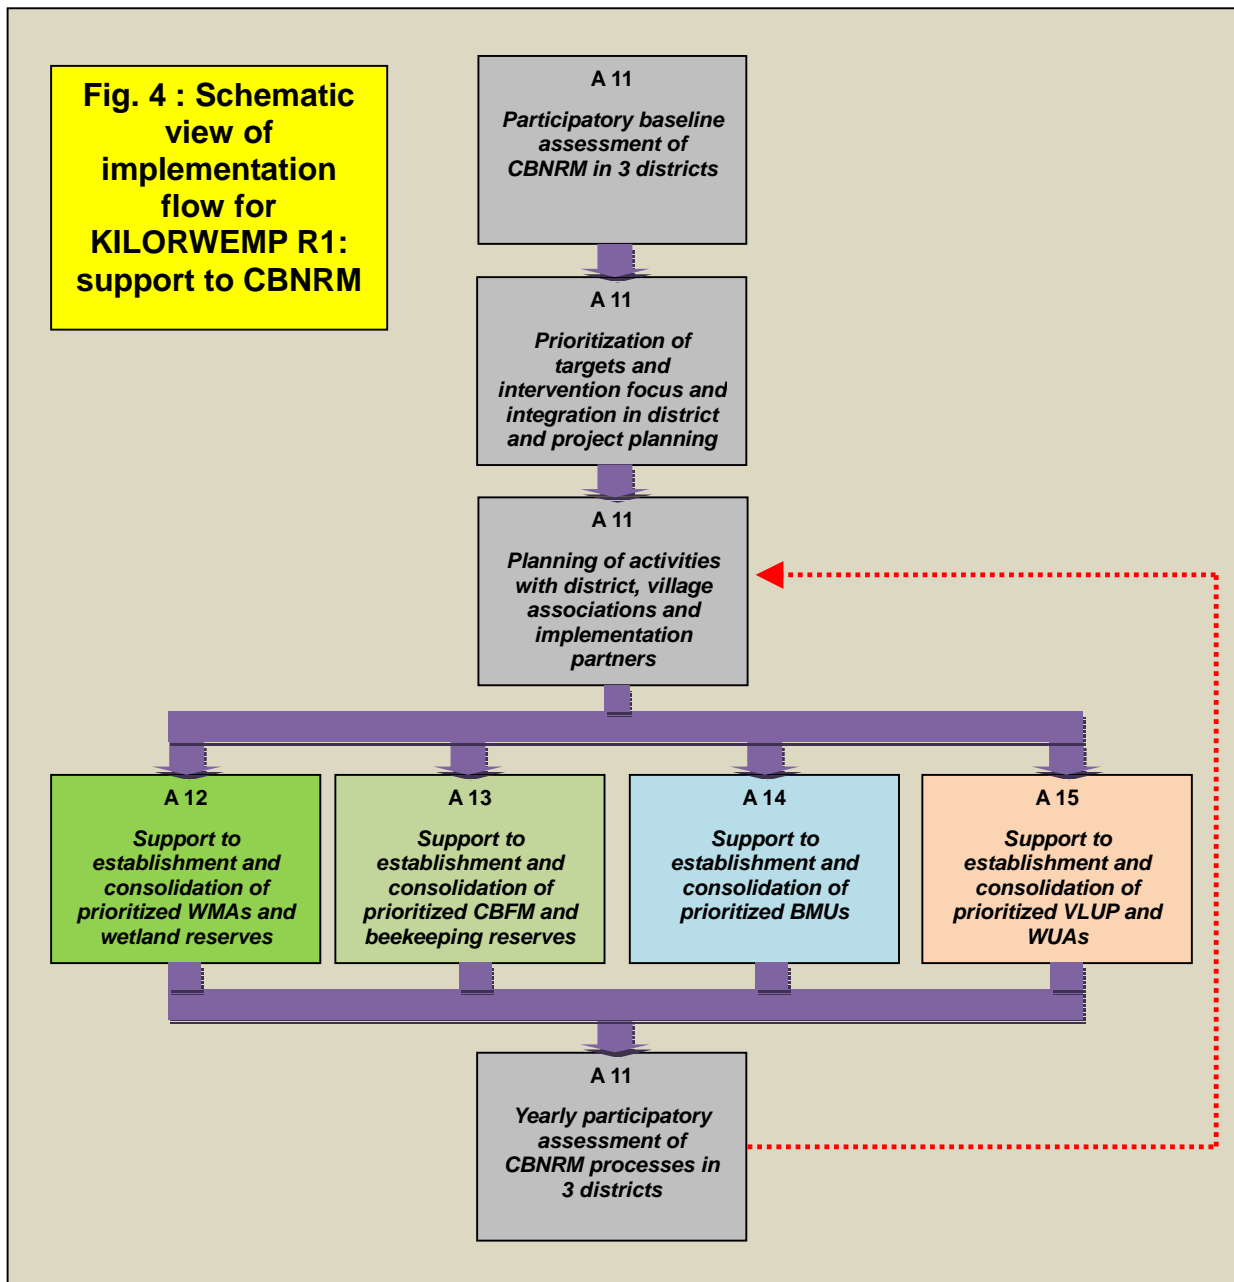 Fig. 4 : Schematic
view of
implementation
flow for
KILORWEMP R1:
support to CBNRM
A 11
Participatory baseline
assessment of
CBNRM in 3 districts
A 11
Prioritization of
targets and
intervention focus and
integration in district
and project planning
A 11
Planning of activities
with district, village
associations and
implementation
partners
A 12
Support to
establishment and
consolidation of
prioritized WMAs and
wetland reserves
A 13
Support to
establishment and
consolidation of
prioritized CBFM and
beekeeping reserves
A 14
Support to
establishment and
consolidation of
prioritized BMUs
A 15
Support to
establishment and
consolidation of
prioritized VLUP and
WUAs
A 11
Yearly participatory
assessment of
CBNRM processes in
3 districts